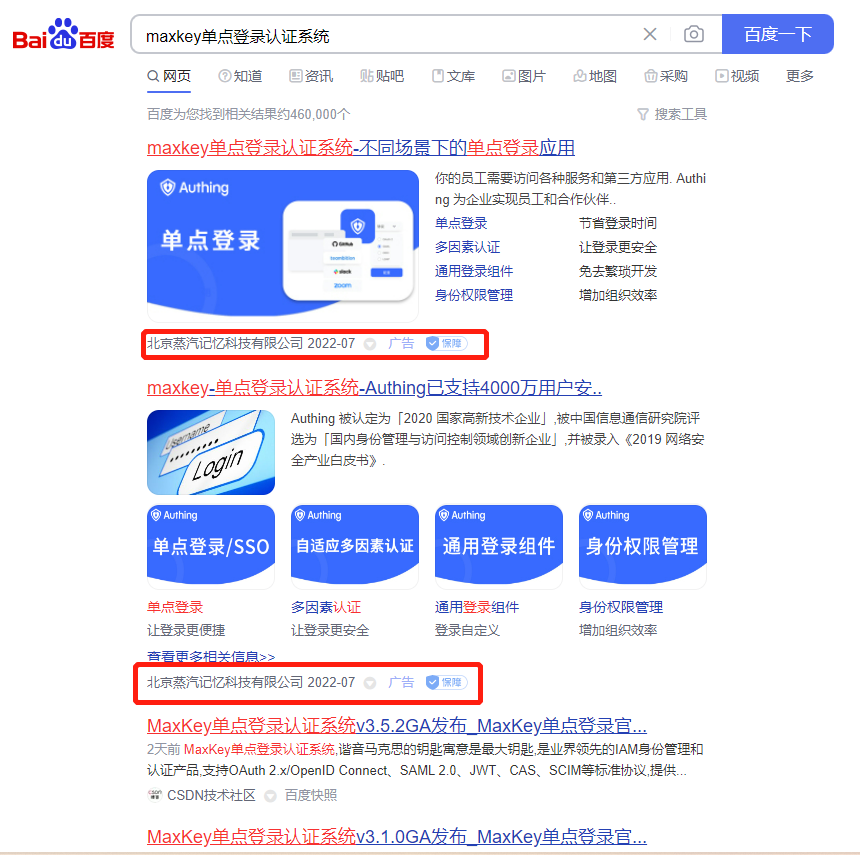 Bai du 百度
maxkey单点登录认证系统
百度一下
网页 知道 资讯 贴吧 文库 图片 地图 采购 视频 更多
百度为您找到相关结果约460,000个
搜索工具
maxkey单点登录认证系统-不同场景下的单点登录应用
Authing
单点登录
GitHub
teambition
slack
zoom
你的员工需要访问各种服务和第三方应用. Authi
ng 为企业实现员工和合作伙伴..
单点登录 节省登录时间
多因素认证 让登录更安全
通用登录组件 免去繁琐开发
身份权限管理 增加组织效率
北京蒸汽记忆科技有限公司 2022-07 广告 保障
maxkey-单点登录认证系统-Authing已支持4000万用户安..
Username
Login
Authing 被认定为「2020 国家高新技术企业」,被中国信息通信研究院评
选为「国内身份管理与访问控制领域创新企业」,并被录入《2019 网络安
全产业白皮书》.
Authing Authing Authing Authing
单点登录/SSO 自适应多因素认证 通用登录组件 身份权限管理
单点登录 多因素认证 通用登录组件 身份权限管理
让登录更便捷 让登录更安全 登录自定义 增加组织效率
查看更多相关信息>>
北京蒸汽记忆科技有限公司 2022-07 广告 保障
MaxKey单点登录认证系统v3.5.2GA发布_MaxKey单点登录官...
2天前 MaxKey单点登录认证系统,谐音马克思的钥匙寓意是最大钥匙,是业界领先的IAM身份管理和
认证产品,支持OAuth 2.x/OpenID Connect、SAML 2.0、JWT、CAS、SCIM等标准协议,提供...
CSDN技术社区 百度快照
MaxKey单点登录认证系统v3.1.0GA发布_MaxKey单点登录官...